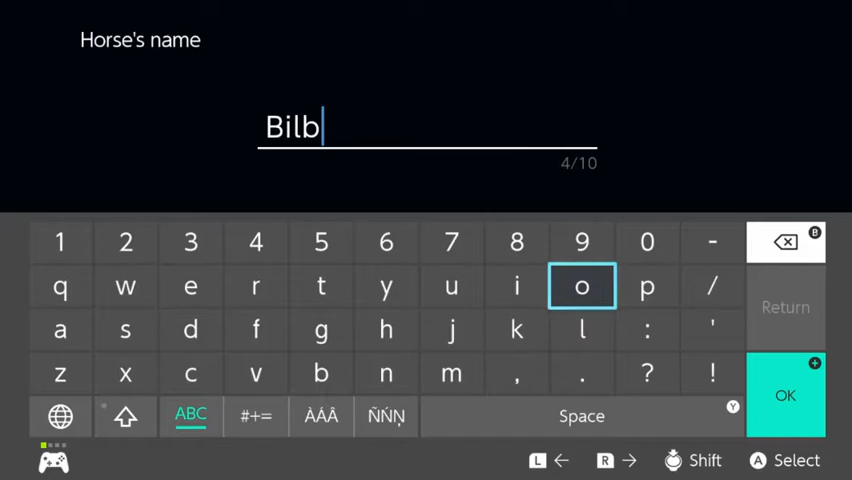 Horse's name
Bilb
4/10
1 2 3 4 5 6 7 8 9 0 - B
q w e r t y u i o p / Return
a s d f g h j k l : '
z x c v b n m , . ? ! + OK
ABC #+= ÀÁÂ ÑŃŅ Space Y
L ← R → Shift A Select